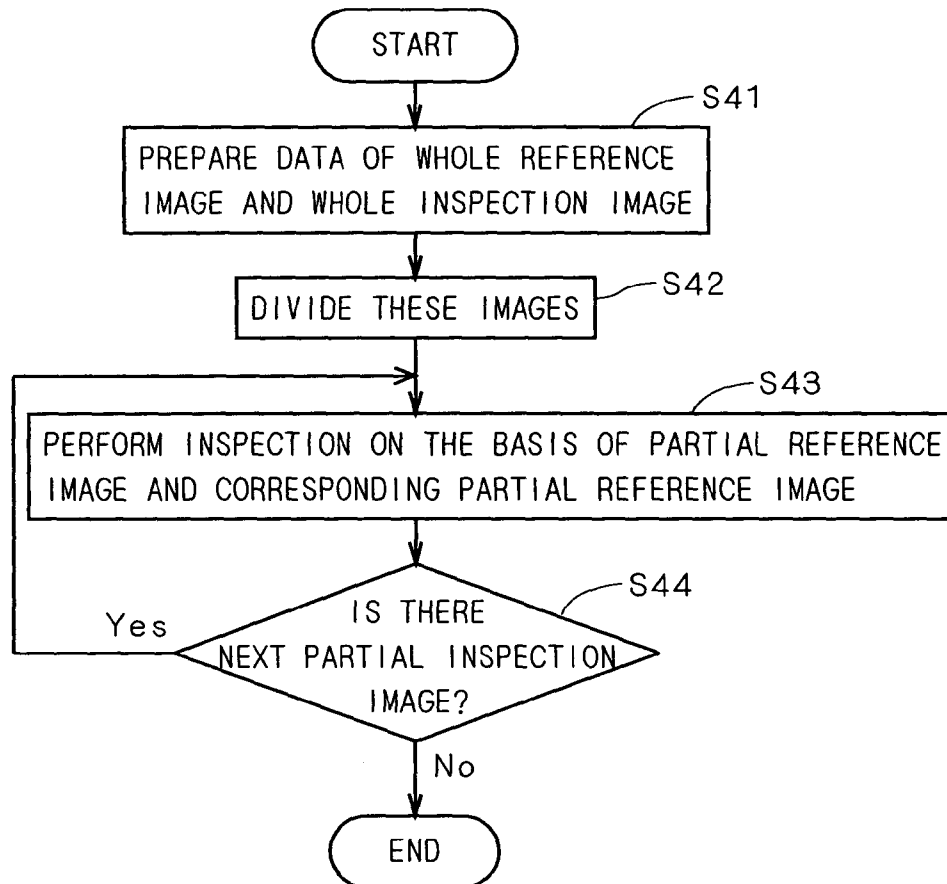 START
S41
PREPARE DATA OF WHOLE REFERENCE
IMAGE AND WHOLE INSPECTION IMAGE
S42
DIVIDE THESE IMAGES
S43
PERFORM INSPECTION ON THE BASIS OF PARTIAL REFERENCE
IMAGE AND CORRESPONDING PARTIAL REFERENCE IMAGE
S44
IS THERE
Yes
NEXT PARTIAL INSPECTION
IMAGE?
No
END